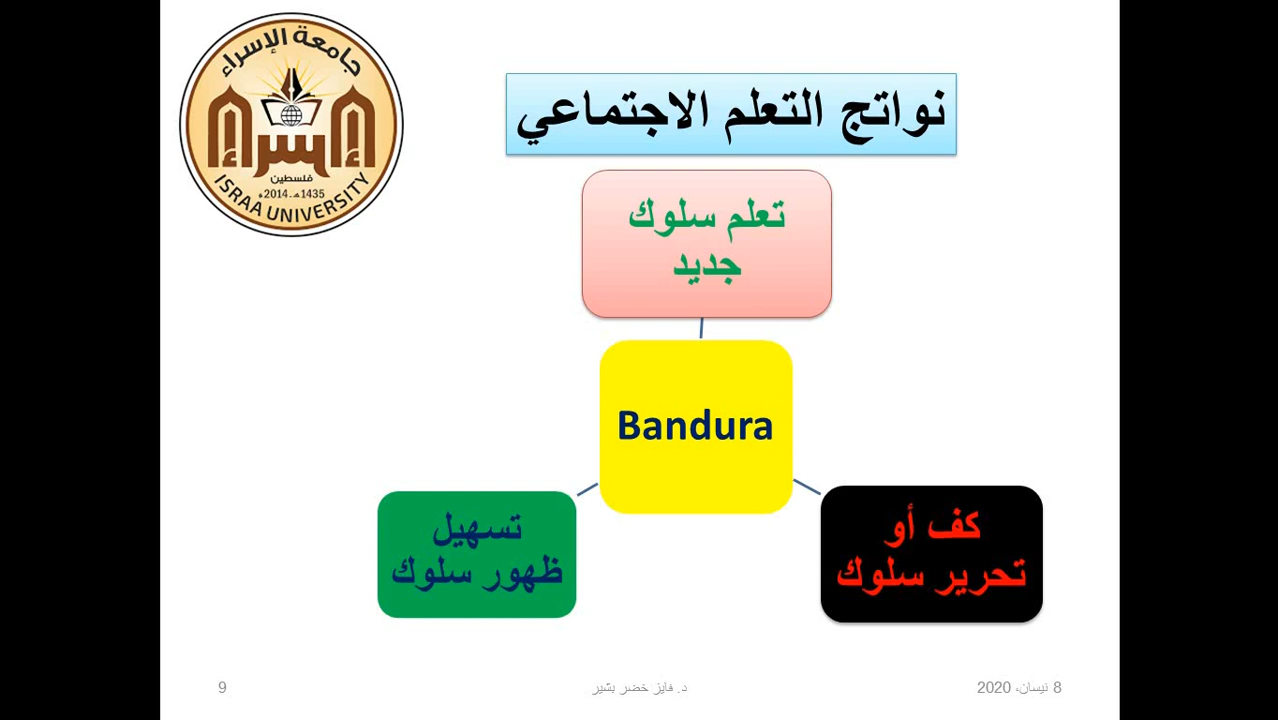 جامعة الإسراء
إسراء
فلسطين
1435هـ-2014م
ISRAA UNIVERSITY
نواتج التعلم الاجتماعي
تعلم سلوك
جديد
Bandura
كف أو
تحرير سلوك
تسهيل
ظهور سلوك
8 نيسان، 2020
د. فايز خضر بشير
9